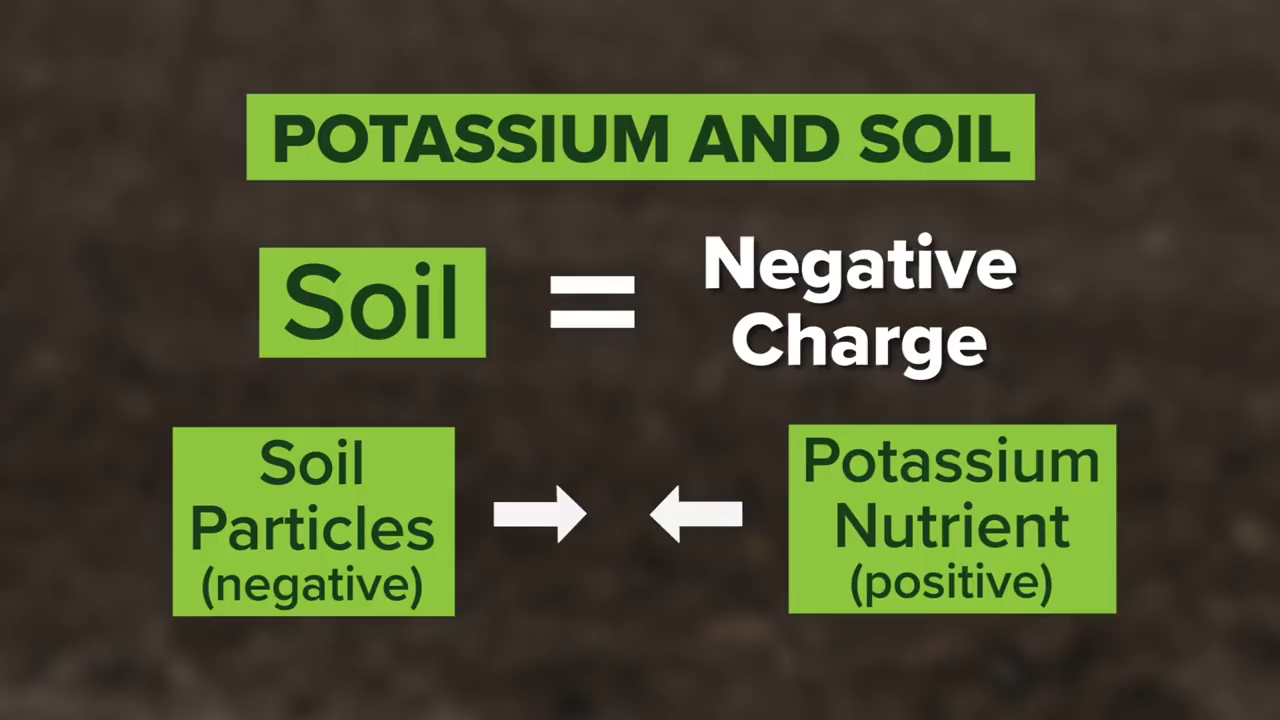 POTASSIUM AND SOIL
Soil
=
Negative
Charge
Soil
Particles
(negative)
Potassium
Nutrient
(positive)